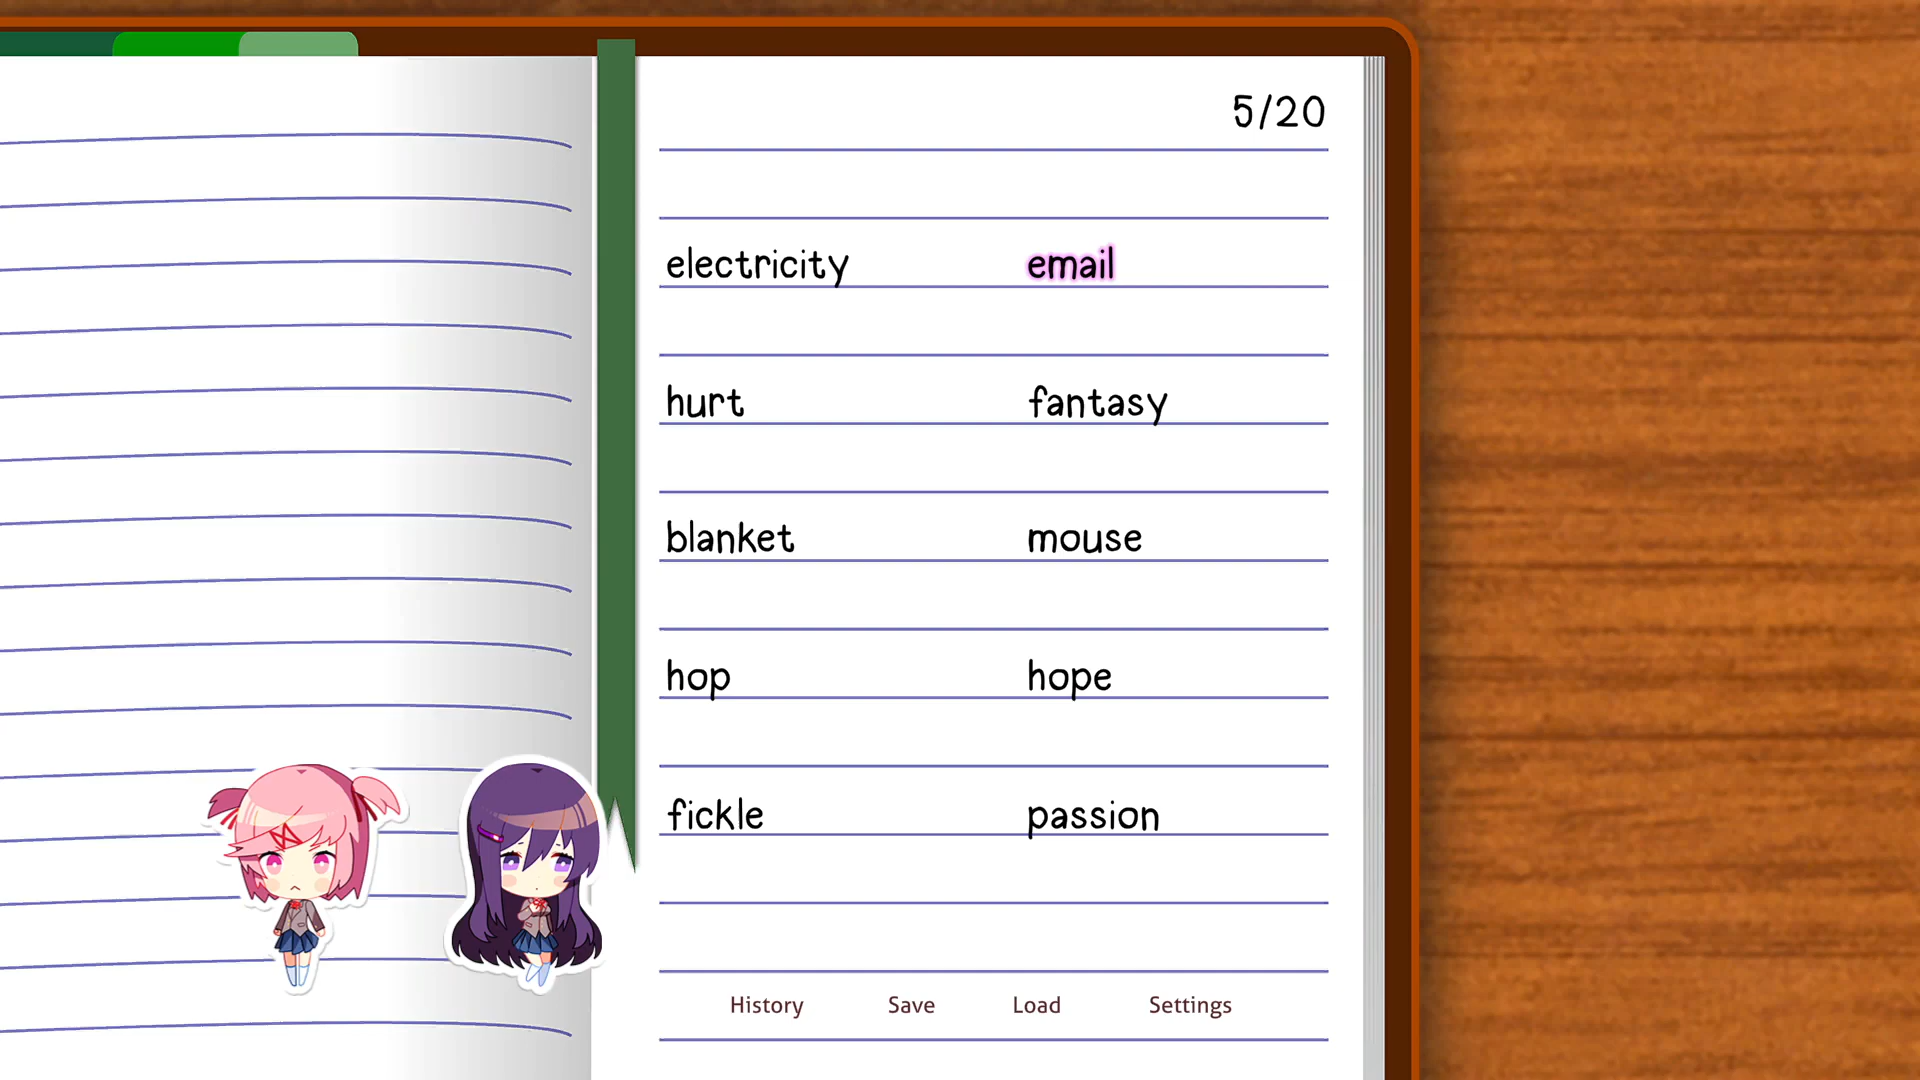 5/20
electricity email
hurt fantasy
blanket mouse
hop hope
fickle passion
History Save Load Settings